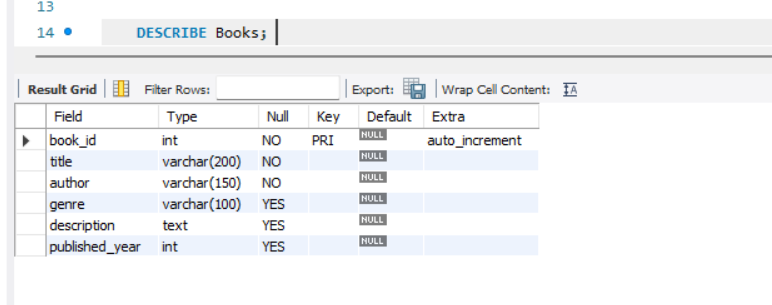 13
14 DESCRIBE Books;
Result Grid Filter Rows: Export: Wrap Cell Content: IA
Field Type Null Key Default Extra
book_id int NO PRI NULL auto_increment
title varchar(200) NO NULL
author varchar(150) NO NULL
genre varchar(100) YES NULL
description text YES NULL
published_year int YES NULL